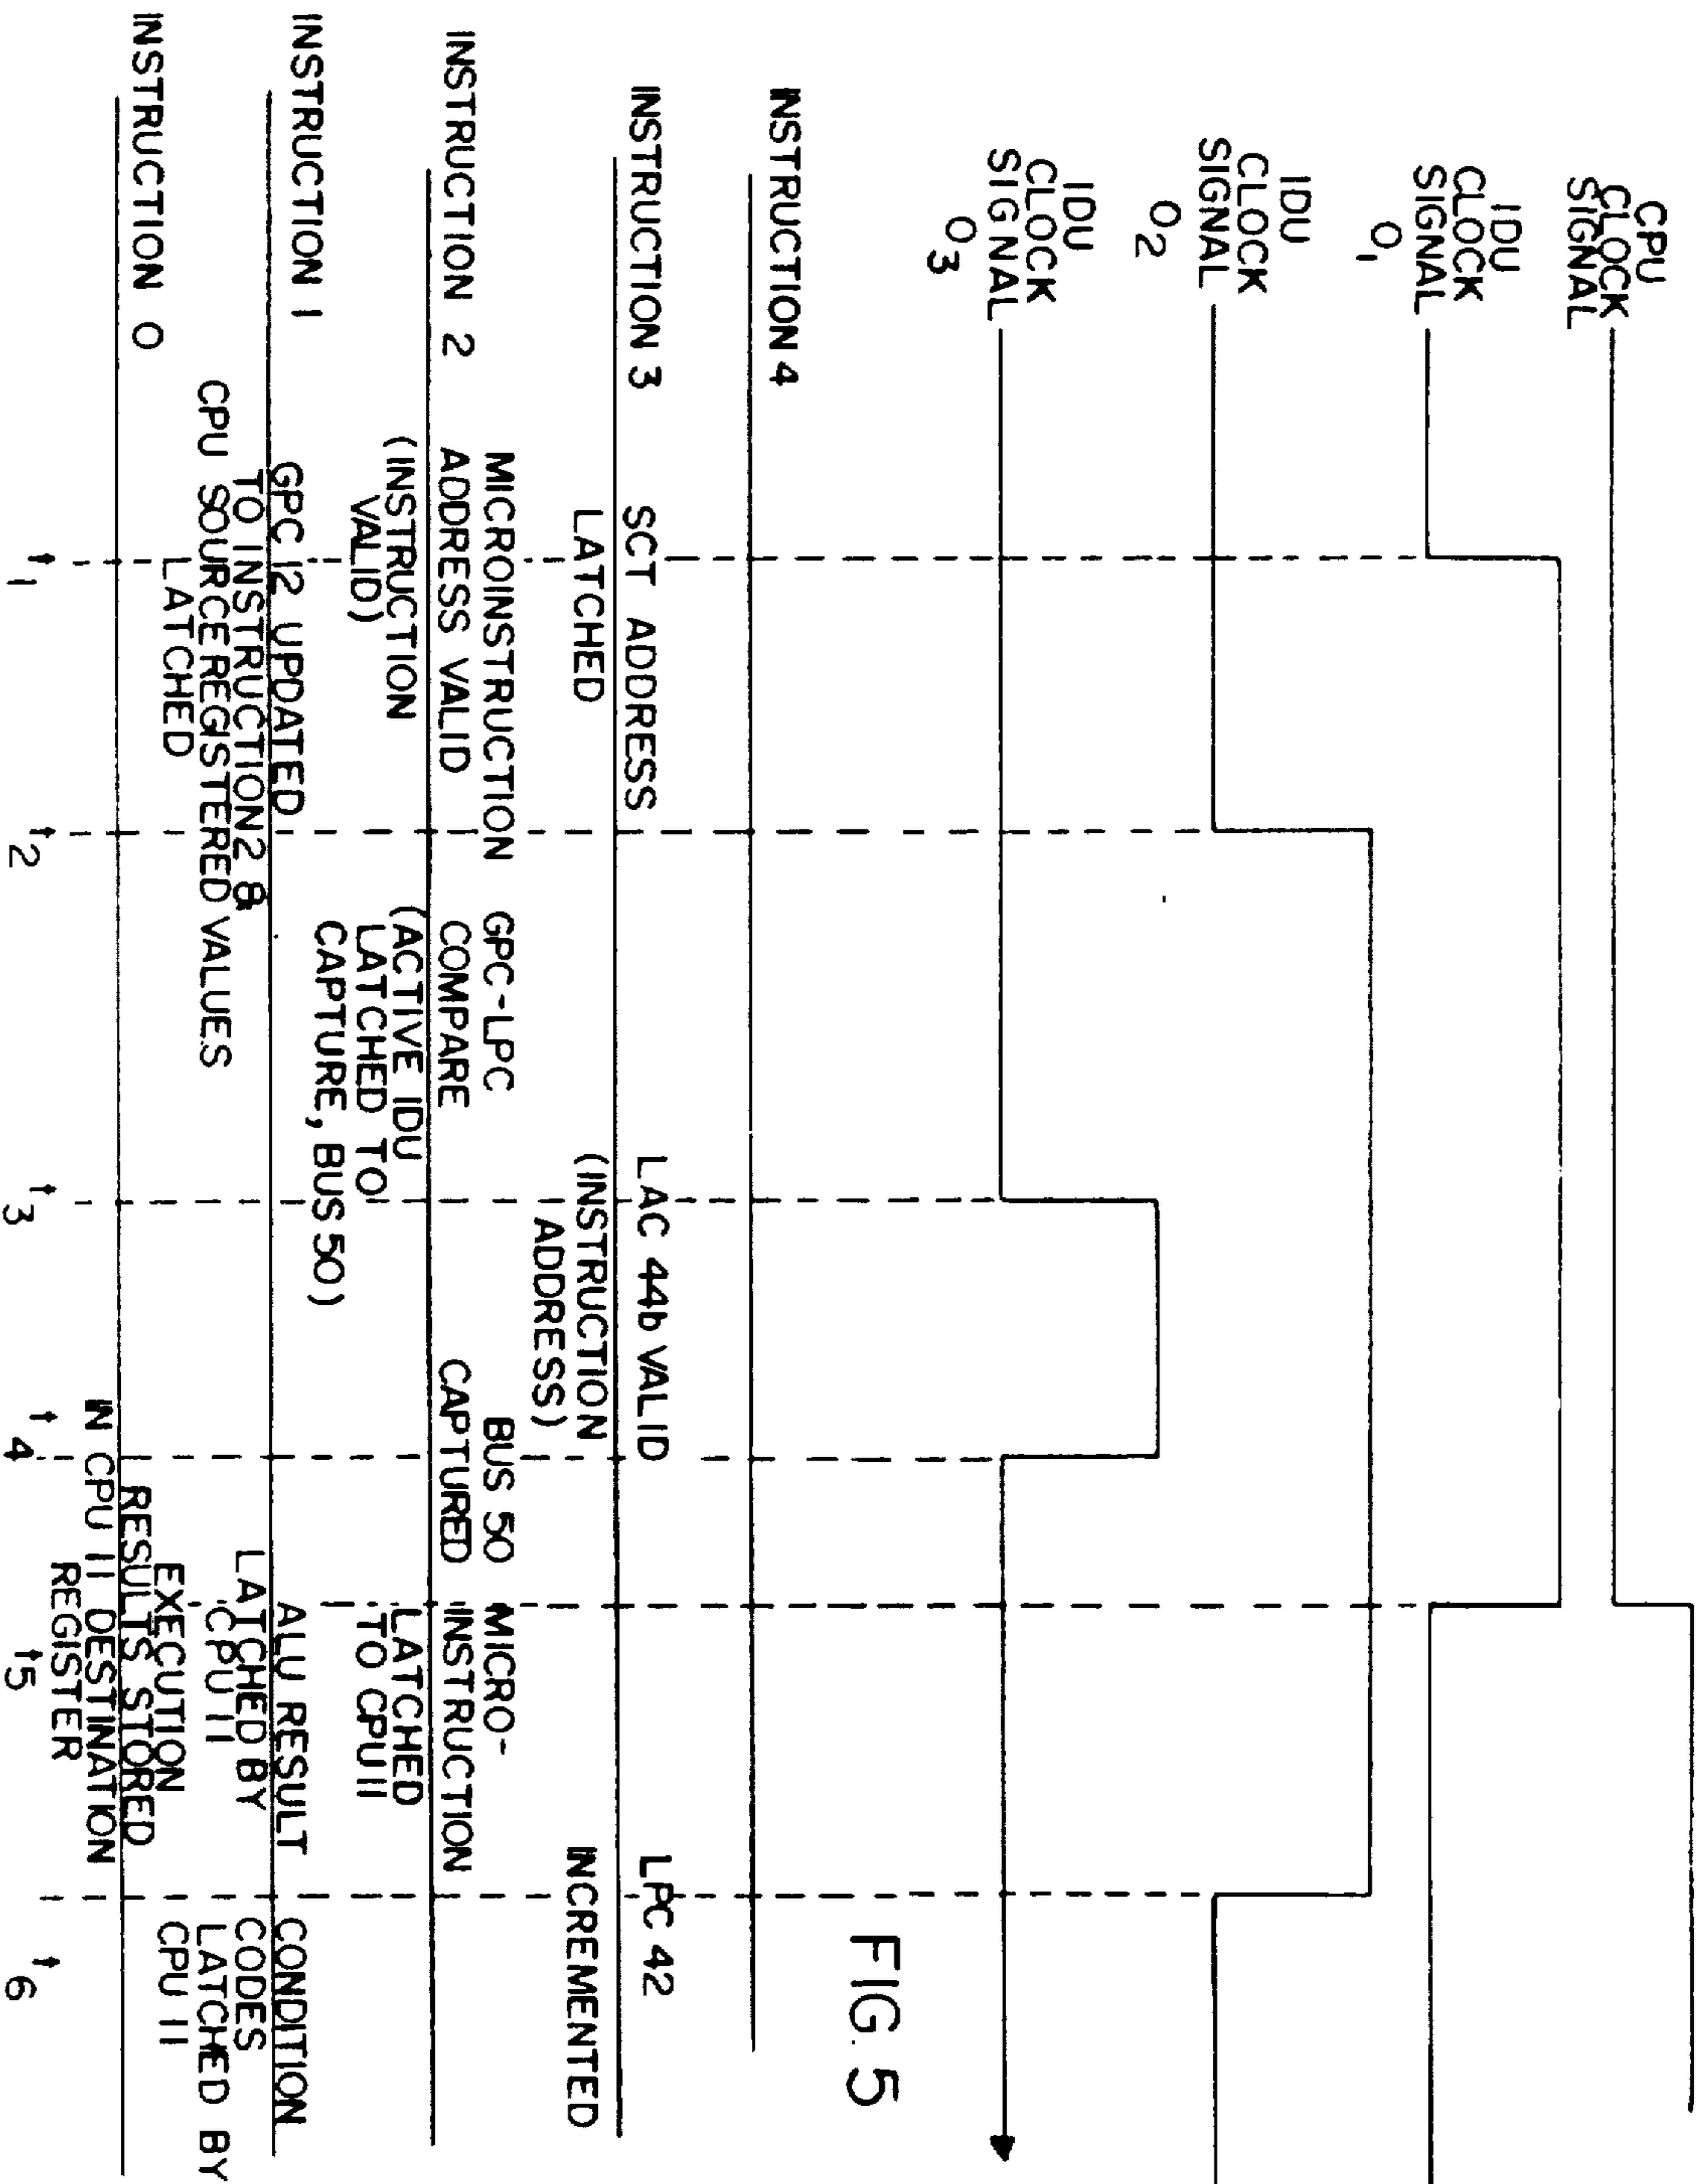 CPU
CLOCK
SIGNAL
IDU
CLOCK
SIGNAL
O1
IDU
CLOCK
SIGNAL
O2
IDU
CLOCK
SIGNAL
O3
FIG. 5
INSTRUCTION 4
INSTRUCTION 3
SCT ADDRESS
LATCHED
LAC 44b VALID
(INSTRUCTION
ADDRESS)
LPC 42
INCREMENTED
INSTRUCTION 2
MICROINSTRUCTION
ADDRESS VALID
(INSTRUCTION
VALID)
GPC-LPC
COMPARE
(ACTIVE IDU
LATCHED TO
CAPTURE, BUS 50)
BUS 50
CAPTURED
MICRO-
INSTRUCTION
LATCHED
TO CPU 11
INSTRUCTION 1
GPC 12 UPDATED
TO INSTRUCTION 2 &
CPU SOURCE REGISTERED VALUES
LATCHED
ALU RESULT
LATCHED BY
CPU 11
CONDITION
CODES
LATCHED BY
CPU 11
INSTRUCTION 0
EXECUTION
RESULTS STORED
IN CPU 11 DESTINATION
REGISTER
t1
t2
t3
t4
t5
t6